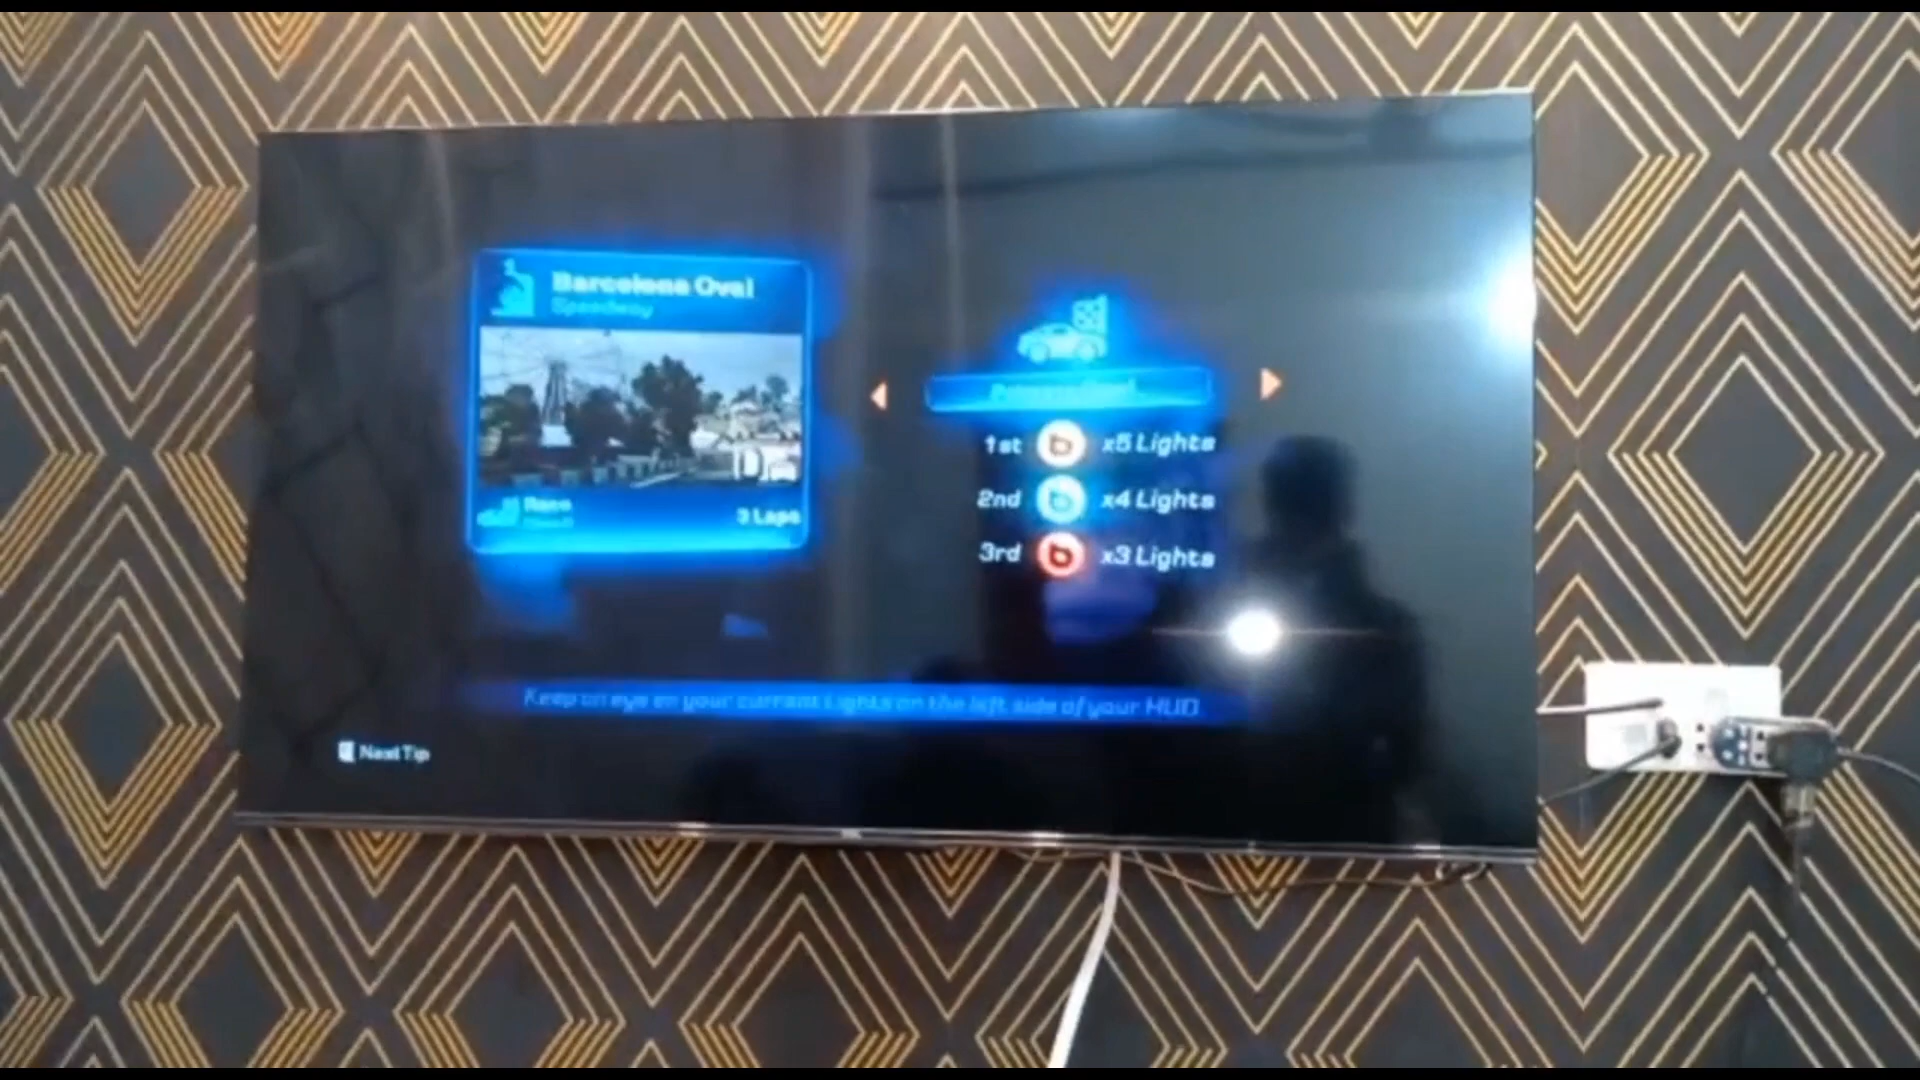 Barcelona Oval
Speedway
Race
3 Laps
1st x5 Lights
2nd x4 Lights
3rd x3 Lights
Keep an eye on your current Lights on the left side of your HUD.
Next Tip